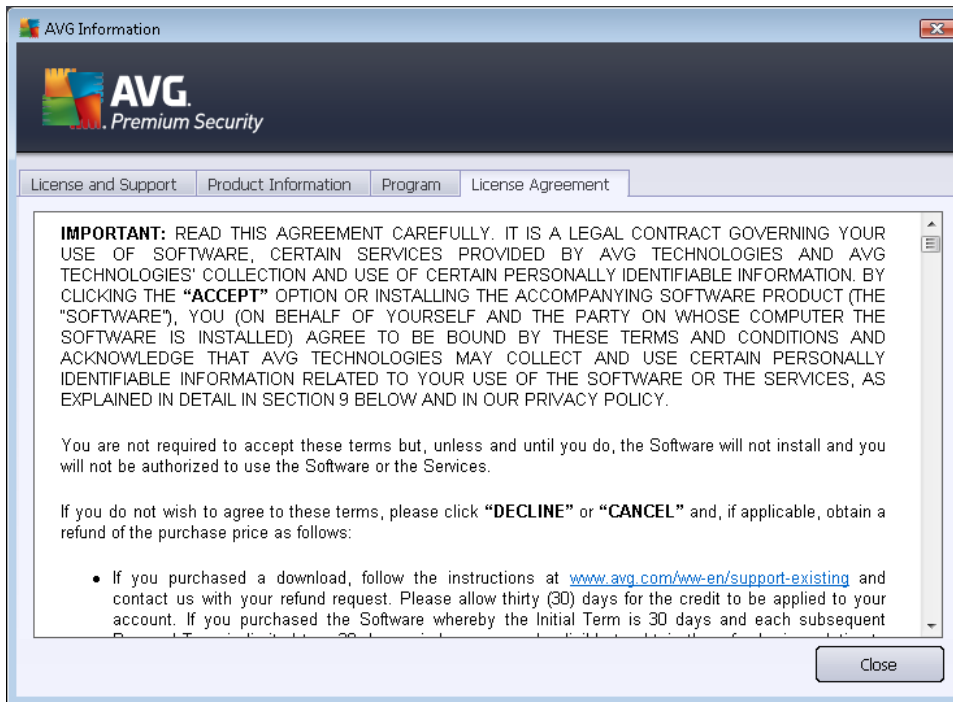 AVG Information
AVG.
Premium Security
License and Support
Product Information
Program
License Agreement
IMPORTANT: READ THIS AGREEMENT CAREFULLY. IT IS A LEGAL CONTRACT GOVERNING YOUR
USE OF SOFTWARE, CERTAIN SERVICES PROVIDED BY AVG TECHNOLOGIES AND AVG
TECHNOLOGIES' COLLECTION AND USE OF CERTAIN PERSONALLY IDENTIFIABLE INFORMATION. BY
CLICKING THE “ACCEPT” OPTION OR INSTALLING THE ACCOMPANYING SOFTWARE PRODUCT (THE
"SOFTWARE"), YOU (ON BEHALF OF YOURSELF AND THE PARTY ON WHOSE COMPUTER THE
SOFTWARE IS INSTALLED) AGREE TO BE BOUND BY THESE TERMS AND CONDITIONS AND
ACKNOWLEDGE THAT AVG TECHNOLOGIES MAY COLLECT AND USE CERTAIN PERSONALLY
IDENTIFIABLE INFORMATION RELATED TO YOUR USE OF THE SOFTWARE OR THE SERVICES, AS
EXPLAINED IN DETAIL IN SECTION 9 BELOW AND IN OUR PRIVACY POLICY.
You are not required to accept these terms but, unless and until you do, the Software will not install and you
will not be authorized to use the Software or the Services.
If you do not wish to agree to these terms, please click “DECLINE” or “CANCEL” and, if applicable, obtain a
refund of the purchase price as follows:
• If you purchased a download, follow the instructions at www.avg.com/ww-en/support-existing and
contact us with your refund request. Please allow thirty (30) days for the credit to be applied to your
account. If you purchased the Software whereby the Initial Term is 30 days and each subsequent
Close